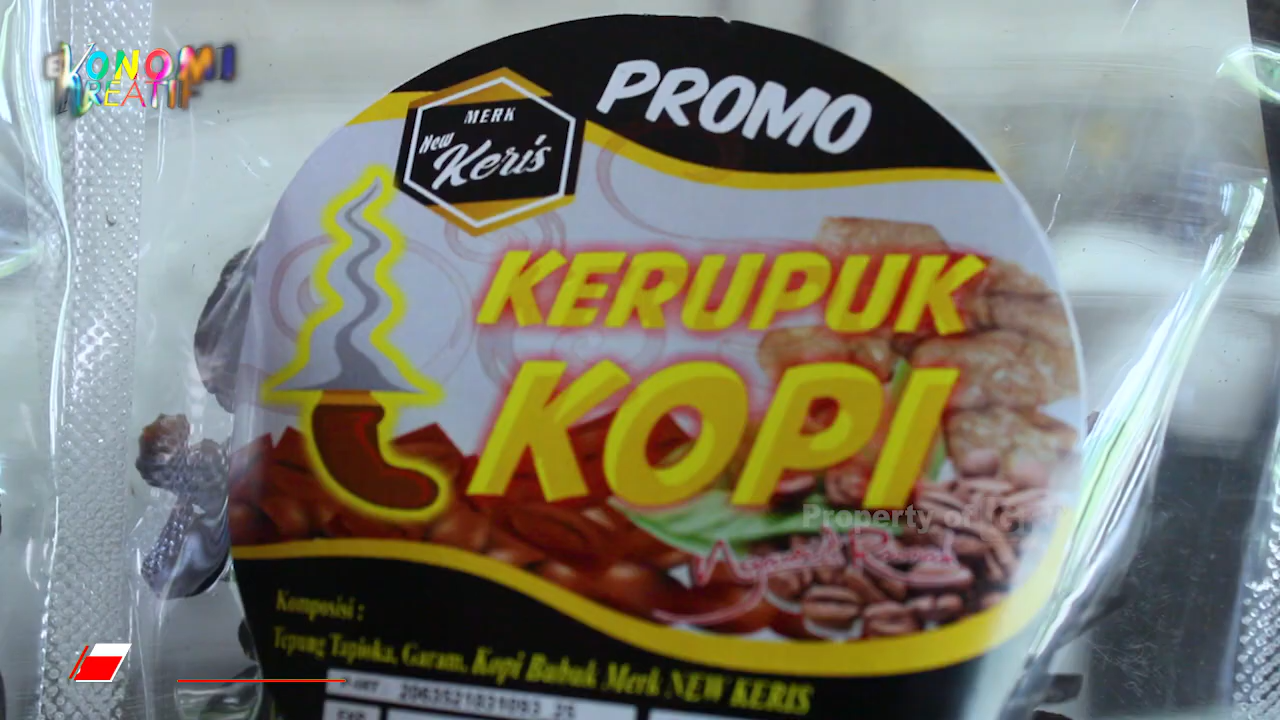 EKONOMI
KREATIF
PROMO
MERK
New
Keris
KERUPUK
KOPI
Property of
Komposisi :
Tepung Tapioka, Garam, Kopi Bubuk Merk NEW KERIS